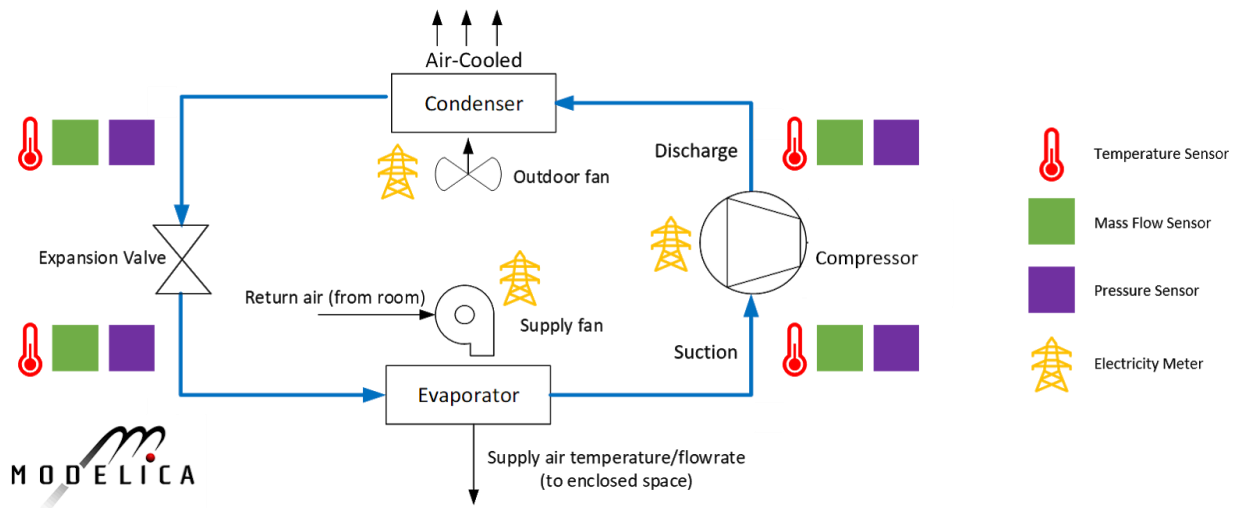 Air-Cooled
Condenser
Outdoor fan
Discharge
Compressor
Suction
Expansion Valve
Return air (from room)
Supply fan
Evaporator
Supply air temperature/flowrate
(to enclosed space)
Temperature Sensor
Mass Flow Sensor
Pressure Sensor
Electricity Meter
MODELICA